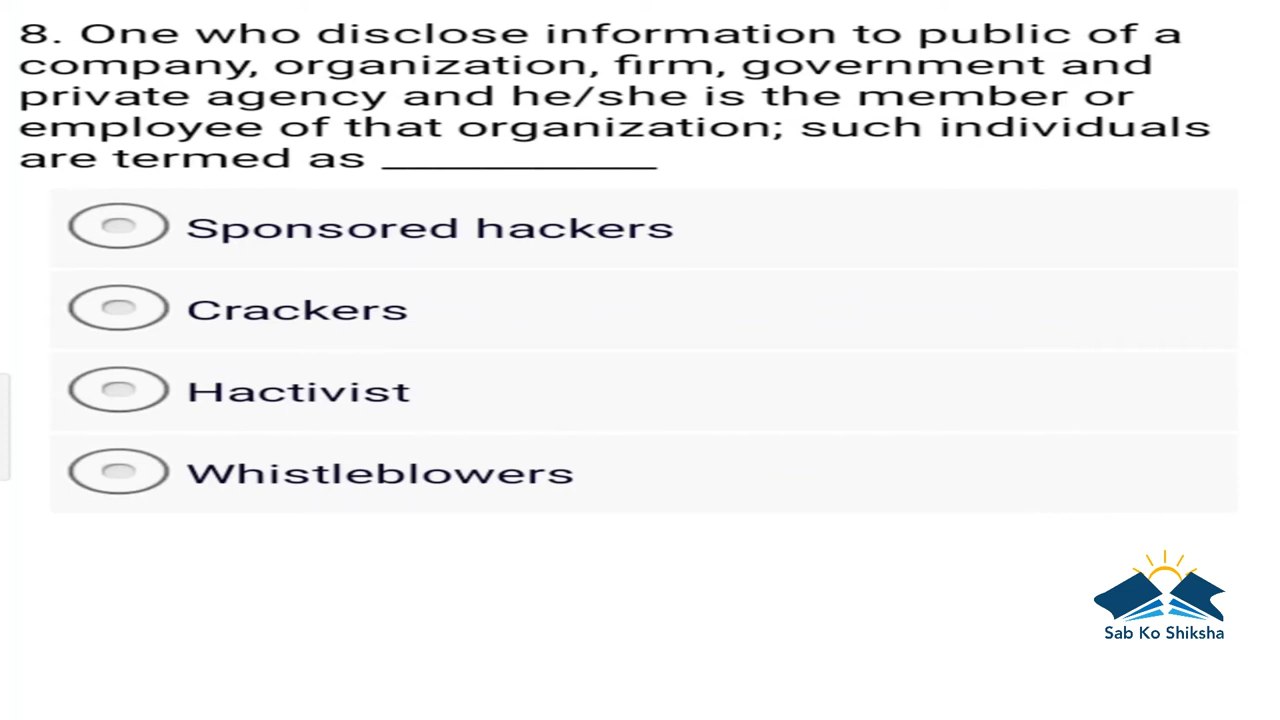 8. One who disclose information to public of a
company, organization, firm, government and
private agency and he/she is the member or
employee of that organization; such individuals
are termed as ____________
Sponsored hackers
Crackers
Hactivist
Whistleblowers
Sab Ko Shiksha